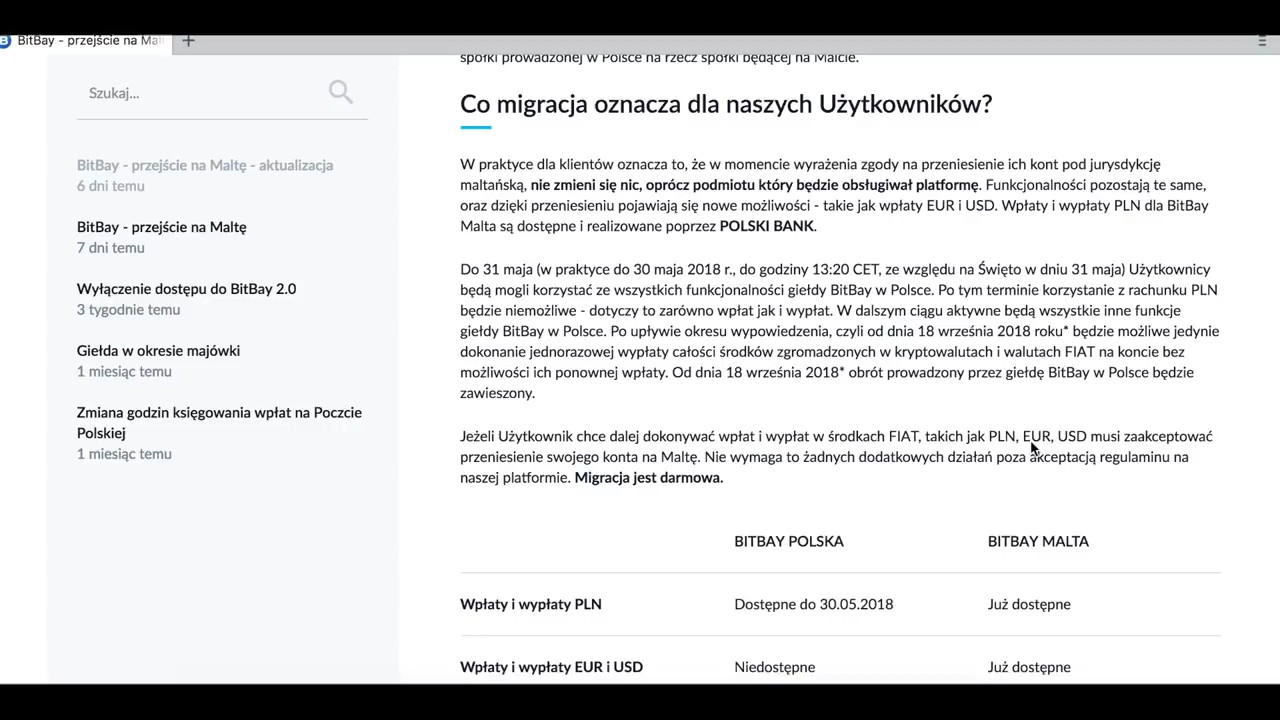 BitBay - przejście na Mal
spółki prowadzonej w Polsce na rzecz spółki będącej na Malcie.
Szukaj...
BitBay - przejście na Maltę - aktualizacja
6 dni temu
BitBay - przejście na Maltę
7 dni temu
Wyłączenie dostępu do BitBay 2.0
3 tygodnie temu
Giełda w okresie majówki
1 miesiąc temu
Zmiana godzin księgowania wpłat na Poczcie
Polskiej
1 miesiąc temu
Co migracja oznacza dla naszych Użytkowników?
W praktyce dla klientów oznacza to, że w momencie wyrażenia zgody na przeniesienie ich kont pod jurysdykcję
maltańską, nie zmieni się nic, oprócz podmiotu który będzie obsługiwał platformę. Funkcjonalności pozostają te same,
oraz dzięki przeniesieniu pojawiają się nowe możliwości - takie jak wpłaty EUR i USD. Wpłaty i wypłaty PLN dla BitBay
Malta są dostępne i realizowane poprzez POLSKI BANK.
Do 31 maja (w praktyce do 30 maja 2018 r., do godziny 13:20 CET, ze względu na Święto w dniu 31 maja) Użytkownicy
będą mogli korzystać ze wszystkich funkcjonalności giełdy BitBay w Polsce. Po tym terminie korzystanie z rachunku PLN
będzie niemożliwe - dotyczy to zarówno wpłat jak i wypłat. W dalszym ciągu aktywne będą wszystkie inne funkcje
giełdy BitBay w Polsce. Po upływie okresu wypowiedzenia, czyli od dnia 18 września 2018 roku* będzie możliwe jedynie
dokonanie jednorazowej wypłaty całości środków zgromadzonych w kryptowalutach i walutach FIAT na koncie bez
możliwości ich ponownej wpłaty. Od dnia 18 września 2018* obrót prowadzony przez giełdę BitBay w Polsce będzie
zawieszony.
Jeżeli Użytkownik chce dalej dokonywać wpłat i wypłat w środkach FIAT, takich jak PLN, EUR, USD musi zaakceptować
przeniesienie swojego konta na Maltę. Nie wymaga to żadnych dodatkowych działań poza akceptacją regulaminu na
naszej platformie. Migracja jest darmowa.
BITBAY POLSKA BITBAY MALTA
Wpłaty i wypłaty PLN Dostępne do 30.05.2018 Już dostępne
Wpłaty i wypłaty EUR i USD Niedostępne Już dostępne